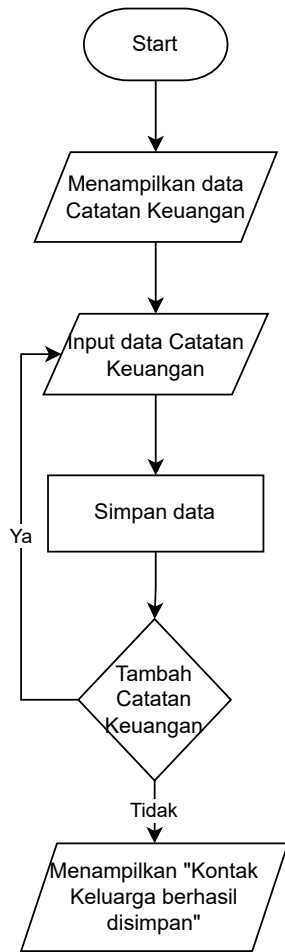 Start
Menampilkan data
Catatan Keuangan
Input data Catatan
Keuangan
Simpan data
Ya
Tambah
Catatan
Keuangan
Tidak
Menampilkan "Kontak
Keluarga berhasil
disimpan"